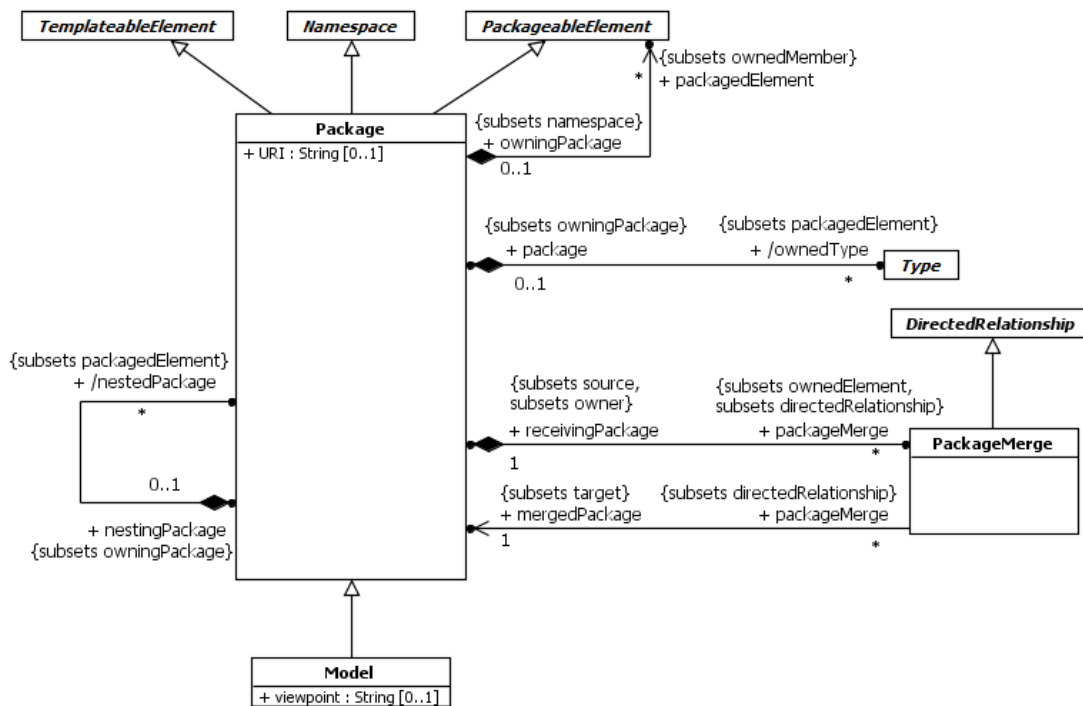 TemplateableElement
Namespace
PackageableElement
{subsets ownedMember}
*
+ packagedElement
Package
+ URI : String [0..1]
{subsets namespace}
+ owningPackage
0..1
{subsets owningPackage}
+ package
0..1
{subsets packagedElement}
+ /ownedType
*
Type
DirectedRelationship
{subsets packagedElement}
+ /nestedPackage
*
0..1
+ nestingPackage
{subsets owningPackage}
{subsets source,
subsets owner}
+ receivingPackage
1
{subsets ownedElement,
subsets directedRelationship}
+ packageMerge
*
PackageMerge
{subsets target}
+ mergedPackage
1
{subsets directedRelationship}
+ packageMerge
*
Model
+ viewpoint : String [0..1]